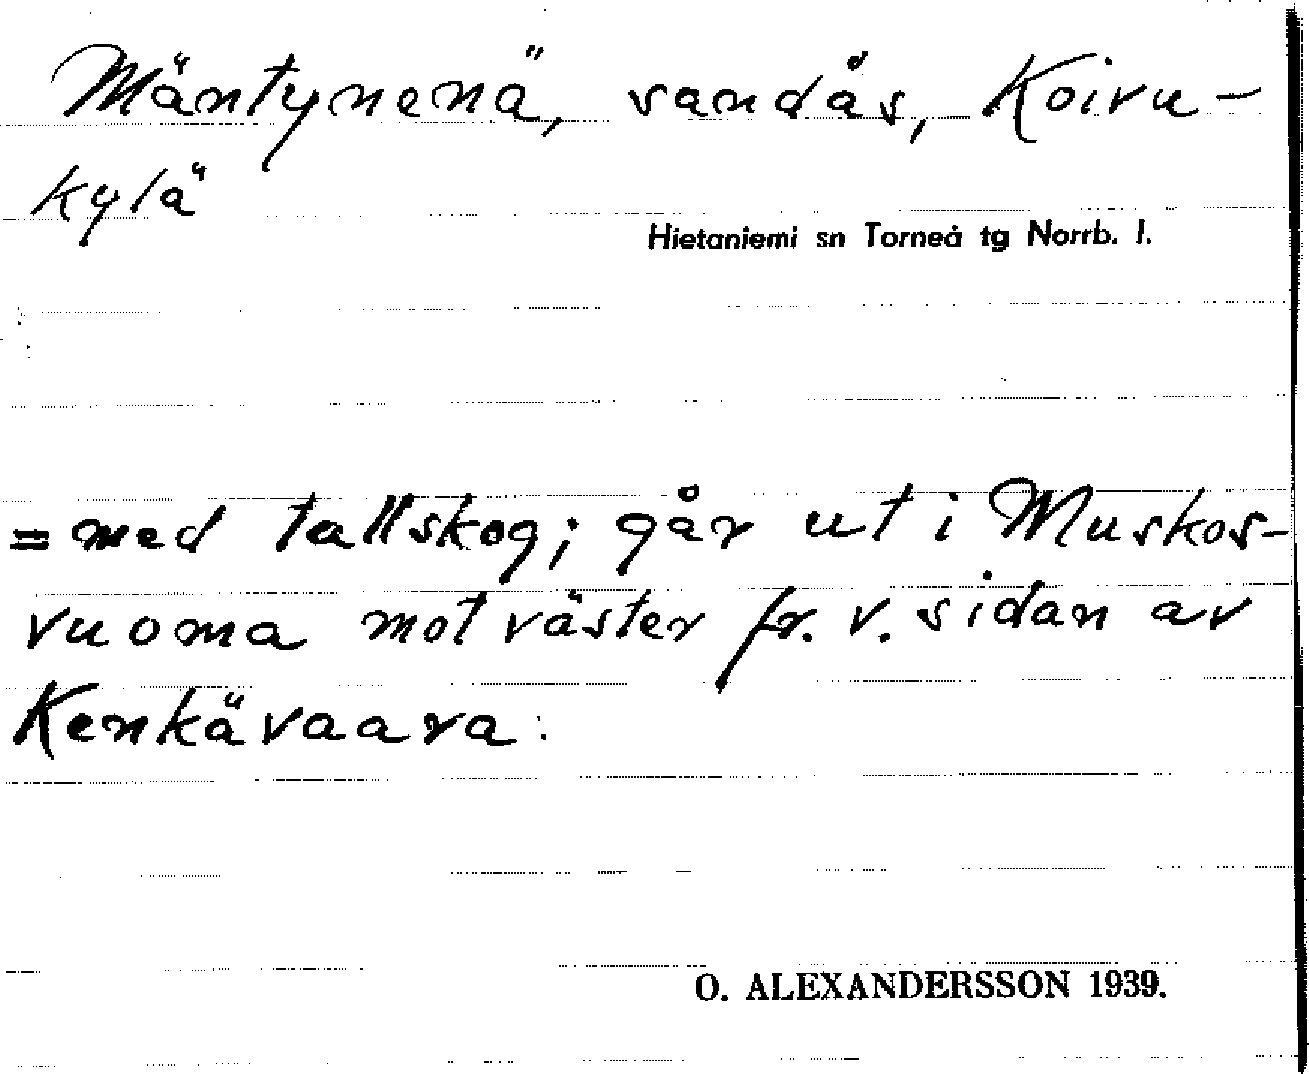 Mäntynenä, sandås, Koivu-
kylä
Hietaniemi sn Torneå tg Norrb. l.
= med tallskog; går ut i Muskos-
vuoma mot väster fr. v. sidan av
Kenkävaara.
O. ALEXANDERSSON 1939.